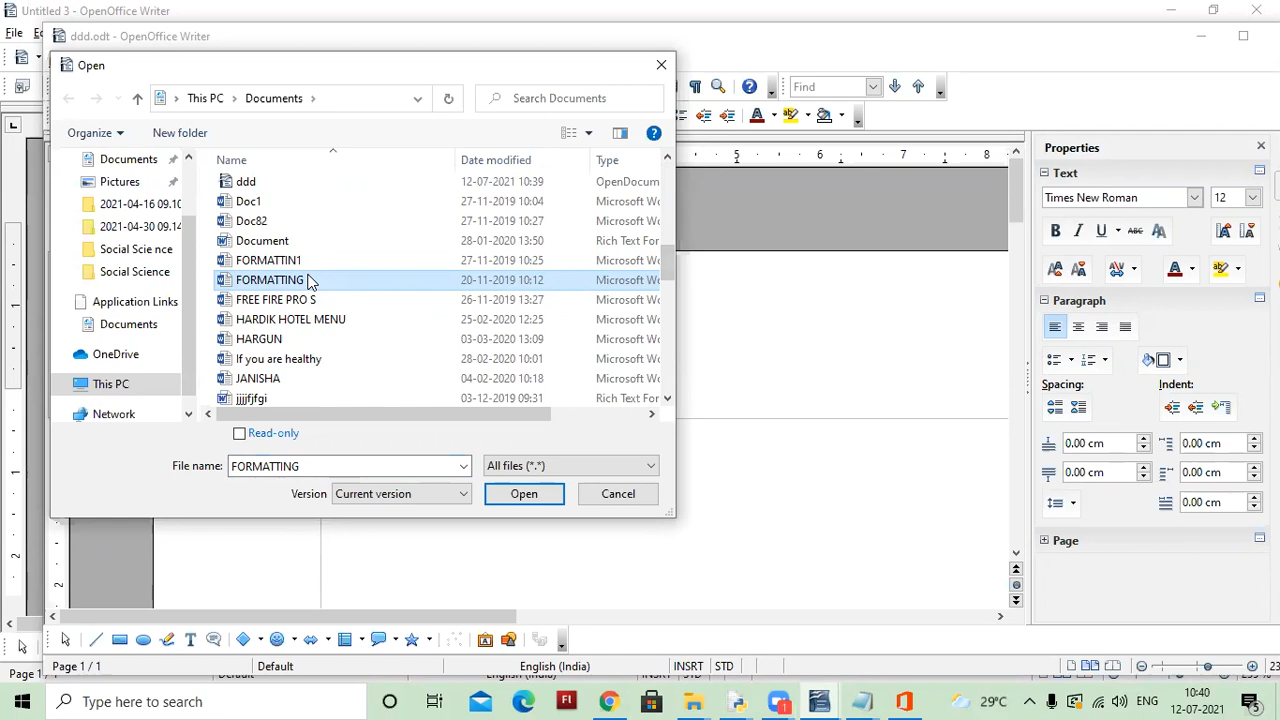 Untitled 3 - OpenOffice Writer
File
ddd.odt - OpenOffice Writer
Open
This PC > Documents >
Search Documents
Find
Organize
New folder
Documents
Pictures
2021-04-16 09.10
2021-04-30 09.14
Social Scie nce
Social Science
Application Links
Documents
OneDrive
This PC
Network
Name Date modified Type
ddd 12-07-2021 10:39 OpenDocum
Doc1 27-11-2019 10:04 Microsoft Wo
Doc82 27-11-2019 10:27 Microsoft Wo
Document 28-01-2020 13:50 Rich Text For
FORMATTIN1 27-11-2019 10:25 Microsoft Wo
FORMATTING 20-11-2019 10:12 Microsoft Wo
FREE FIRE PRO S 26-11-2019 13:27 Microsoft Wo
HARDIK HOTEL MENU 25-02-2020 12:25 Microsoft Wo
HARGUN 03-03-2020 13:09 Microsoft Wo
If you are healthy 28-02-2020 10:01 Microsoft Wo
JANISHA 04-02-2020 10:18 Microsoft Wo
jjjjfjfgi 03-12-2019 09:31 Rich Text For
Read-only
File name: FORMATTING All files (*.*)
Version Current version Open Cancel
5 6 7 8
Properties
Text
Times New Roman 12
B I U ABC
Paragraph
Spacing: Indent:
0.00 cm 0.00 cm
0.00 cm 0.00 cm
0.00 cm
Page
Page 1 / 1 Default English (India) INSRT STD
Type here to search
29°C
ENG
10:40
12-07-2021